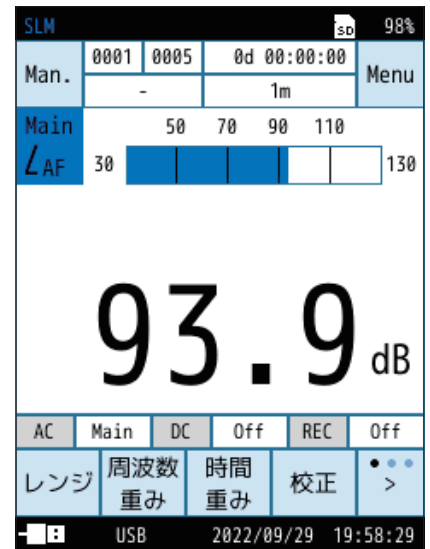 SLM SD 98%
Man. 0001 0005 0d 00:00:00 Menu
- 1m
Main 50 70 90 110
LAF 30 130
93.9 dB
AC Main DC Off REC Off
レンジ 周波数 時間 校正 >
重み 重み
USB 2022/09/29 19:58:29